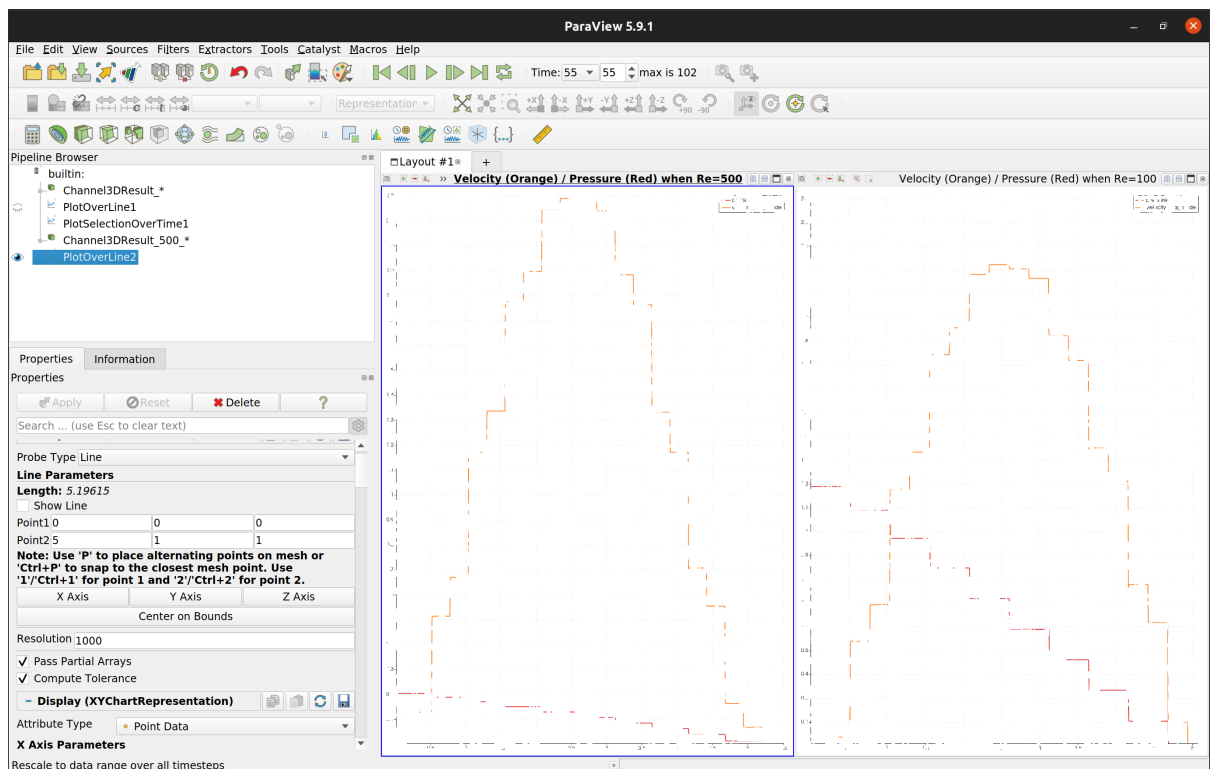 ParaView 5.9.1
File Edit View Sources Filters Extractors Tools Catalyst Macros Help
Time: 55 55 max is 102
Representation
+X -X +Y -Y +Z -Z +90 -90
Pipeline Browser
builtin:
Channel3DResult_*
PlotOverLine1
PlotSelectionOverTime1
Channel3DResult_500_*
PlotOverLine2
Layout #1 +
Velocity (Orange) / Pressure (Red) when Re=500
Velocity (Orange) / Pressure (Red) when Re=100
Properties Information
Properties
Apply Reset Delete ?
Search ... (use Esc to clear text)
Probe Type Line
Line Parameters
Length: 5.19615
Show Line
Point1 0 0 0
Point2 5 1 1
Note: Use 'P' to place alternating points on mesh or
'Ctrl+P' to snap to the closest mesh point. Use
'1'/'Ctrl+1' for point 1 and '2'/'Ctrl+2' for point 2.
X Axis Y Axis Z Axis
Center on Bounds
Resolution 1000
Pass Partial Arrays
Compute Tolerance
Display (XYChartRepresentation)
Attribute Type Point Data
X Axis Parameters
Rescale to data range over all timesteps